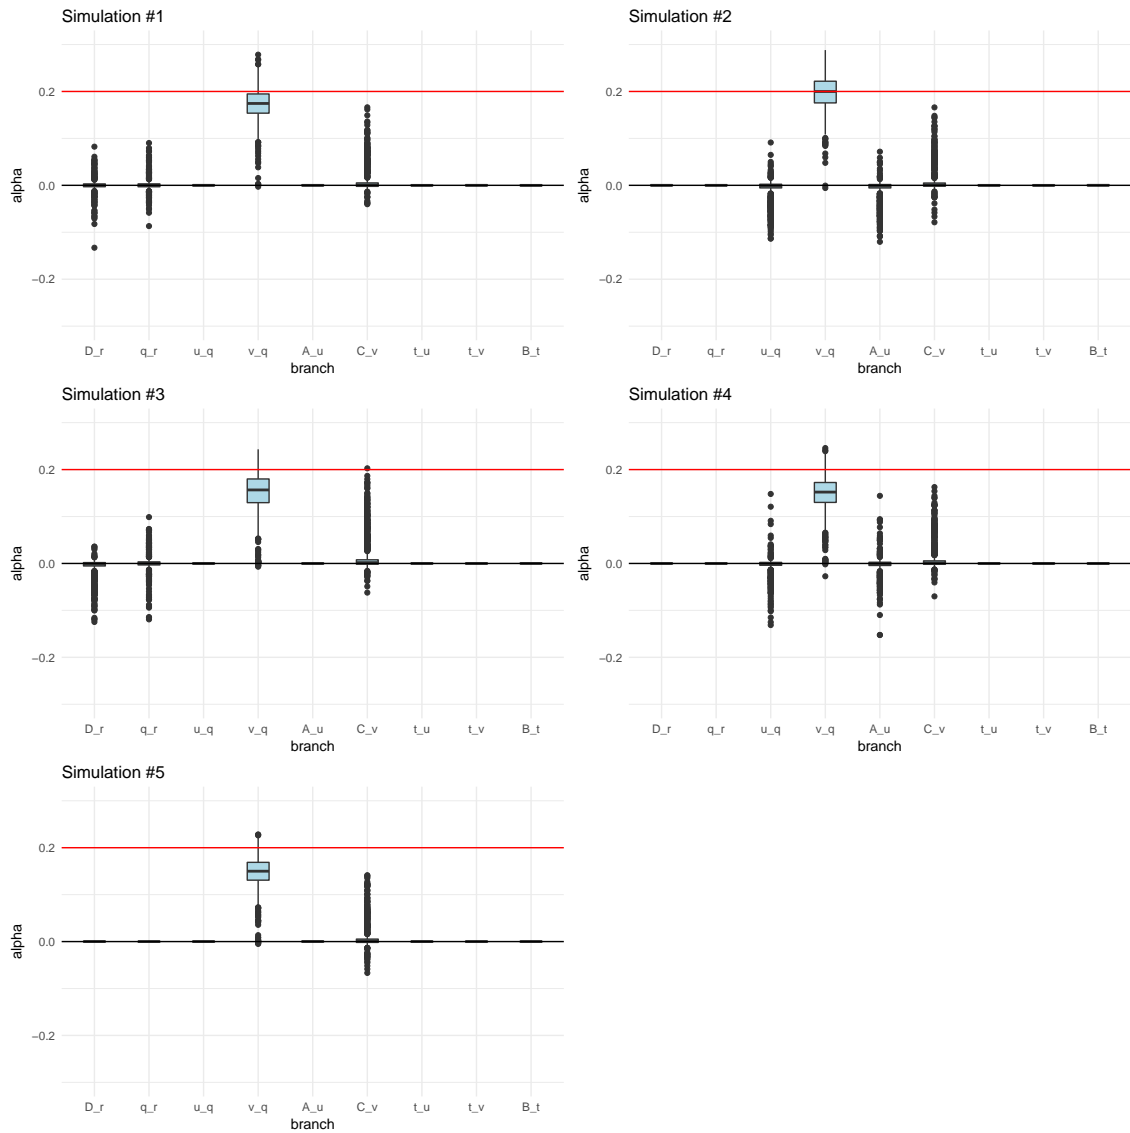 Simulation #1
0.2
0.0
−0.2
alpha
D_r q_r u_q v_q A_u C_v t_u t_v B_t
branch
Simulation #2
0.2
0.0
−0.2
alpha
D_r q_r u_q v_q A_u C_v t_u t_v B_t
branch
Simulation #3
0.2
0.0
−0.2
alpha
D_r q_r u_q v_q A_u C_v t_u t_v B_t
branch
Simulation #4
0.2
0.0
−0.2
alpha
D_r q_r u_q v_q A_u C_v t_u t_v B_t
branch
Simulation #5
0.2
0.0
−0.2
alpha
D_r q_r u_q v_q A_u C_v t_u t_v B_t
branch